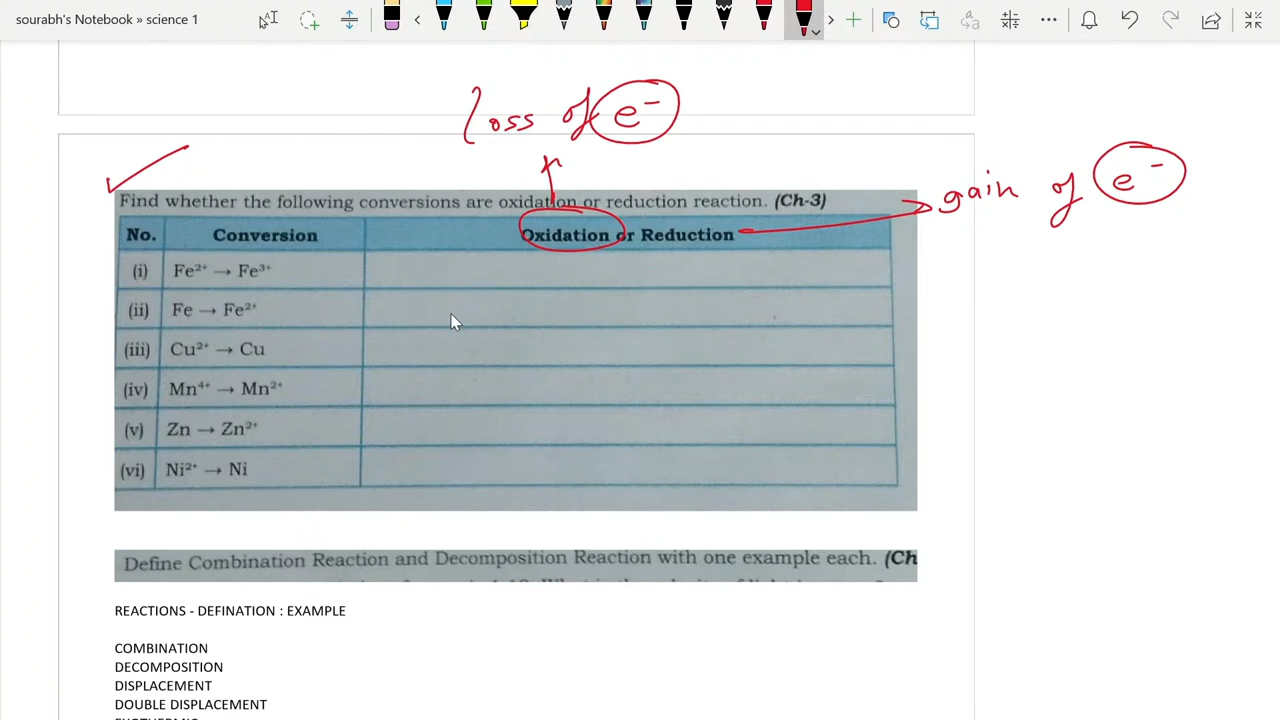 sourabh's Notebook » science 1
loss of e⁻
gain of e⁻
Find whether the following conversions are oxidation or reduction reaction. (Ch-3)
No. Conversion Oxidation or Reduction
(i) Fe²⁺ → Fe³⁺
(ii) Fe → Fe²⁺
(iii) Cu²⁺ → Cu
(iv) Mn⁴⁺ → Mn²⁺
(v) Zn → Zn²⁺
(vi) Ni²⁺ → Ni
Define Combination Reaction and Decomposition Reaction with one example each. (Ch
REACTIONS - DEFINATION : EXAMPLE
COMBINATION
DECOMPOSITION
DISPLACEMENT
DOUBLE DISPLACEMENT
EXOTHERMIC